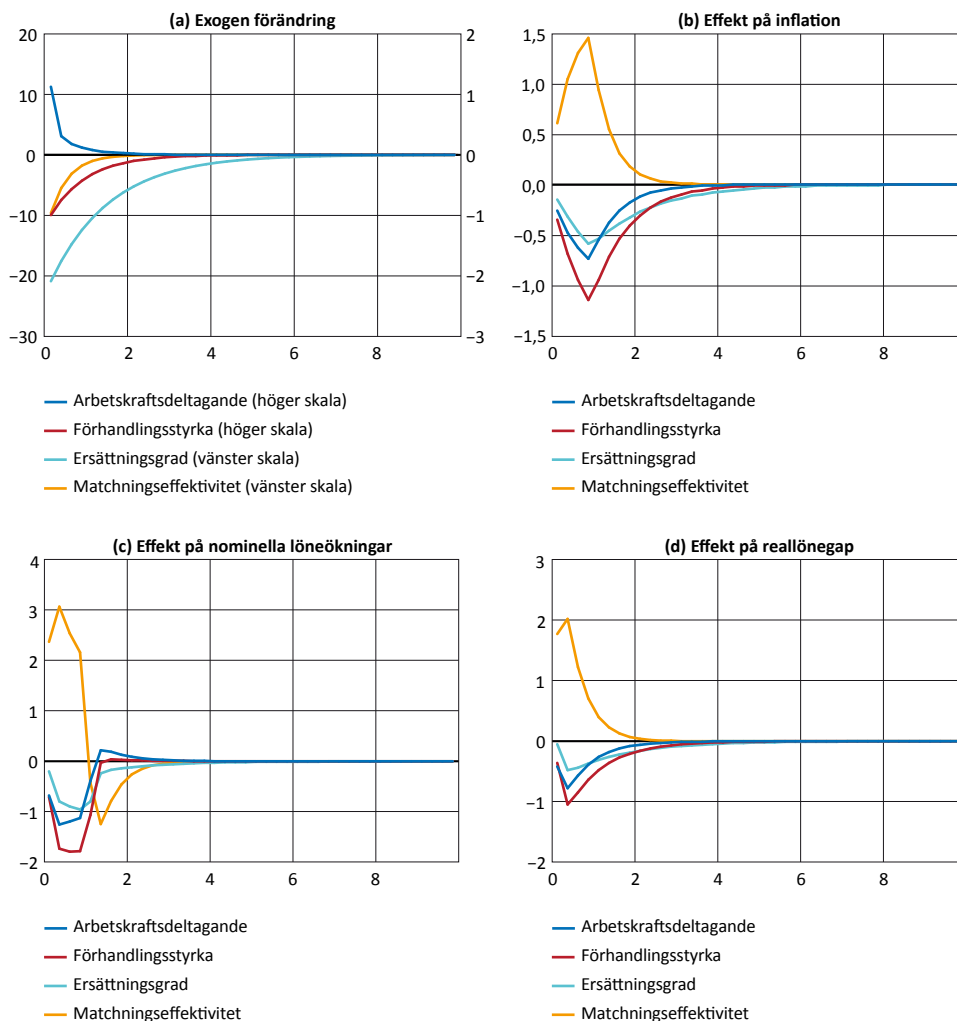 (a) Exogen förändring
20
10
0
−10
−20
−30
2
1
0
−1
−2
−3
0 2 4 6 8
Arbetskraftsdeltagande (höger skala)
Förhandlingsstyrka (höger skala)
Ersättningsgrad (vänster skala)
Matchningseffektivitet (vänster skala)
(b) Effekt på inflation
1,5
1,0
0,5
0,0
−0,5
−1,0
−1,5
0 2 4 6 8
Arbetskraftsdeltagande
Förhandlingsstyrka
Ersättningsgrad
Matchningseffektivitet
(c) Effekt på nominella löneökningar
4
3
2
1
0
−1
−2
0 2 4 6 8
Arbetskraftsdeltagande
Förhandlingsstyrka
Ersättningsgrad
Matchningseffektivitet
(d) Effekt på reallönegap
3
2
1
0
−1
−2
0 2 4 6 8
Arbetskraftsdeltagande
Förhandlingsstyrka
Ersättningsgrad
Matchningseffektivitet